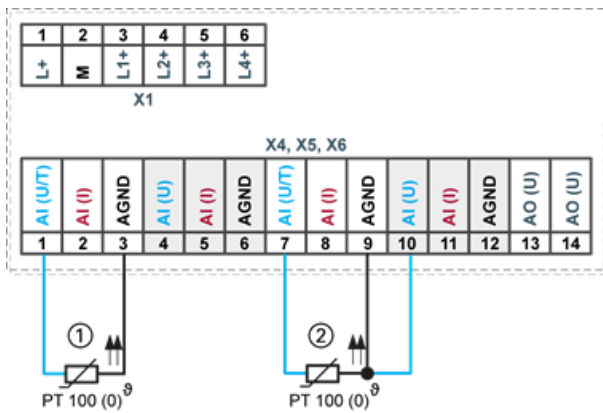 1 2 3 4 5 6
L+ M L1+ L2+ L3+ L4+
X1
X4, X5, X6
AI (U/T) AI (I) AGND AI (U) AI (I) AGND AI (U/T) AI (I) AGND AI (U) AI (I) AGND AO (U) AO (U)
1 2 3 4 5 6 7 8 9 10 11 12 13 14
① ②
PT 100 (0) ϑ PT 100 (0) ϑ